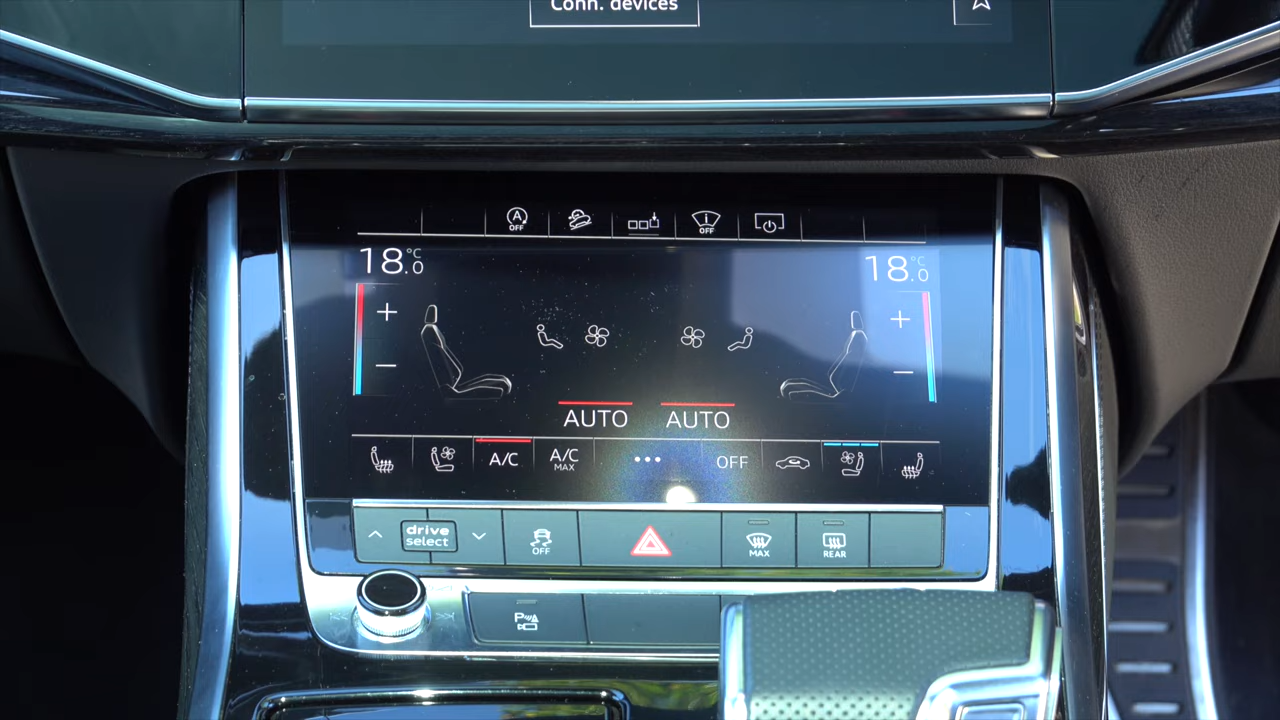 Conn. devices
A
OFF
OFF
18.0 °C
18.0 °C
AUTO AUTO
A/C
A/C
MAX
OFF
drive
select
OFF
MAX
REAR
P